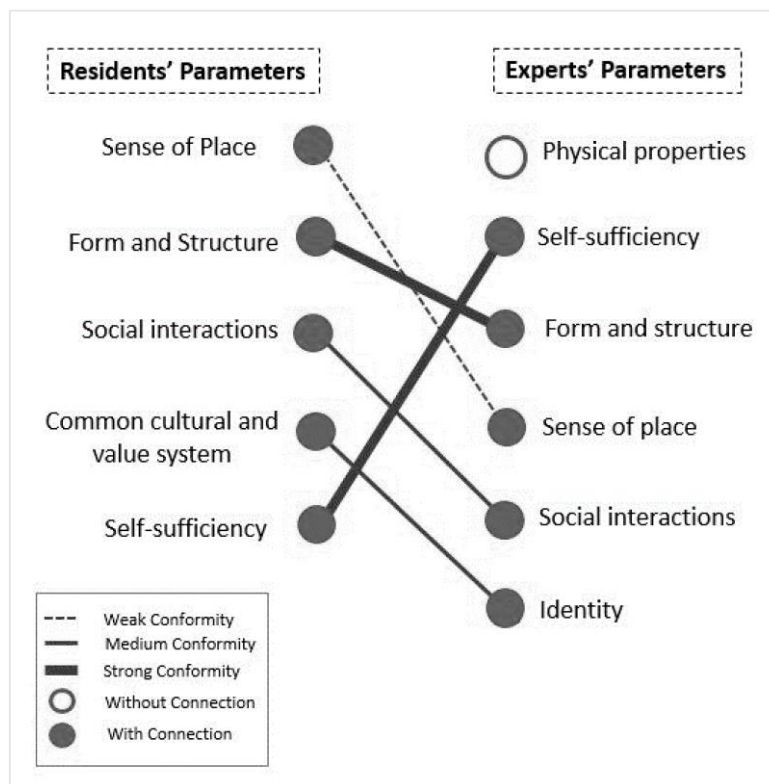 Residents' Parameters
Experts' Parameters
Sense of Place
Physical properties
Form and Structure
Self-sufficiency
Social interactions
Form and structure
Common cultural and
value system
Sense of place
Self-sufficiency
Social interactions
Identity
Weak Conformity
Medium Conformity
Strong Conformity
Without Connection
With Connection